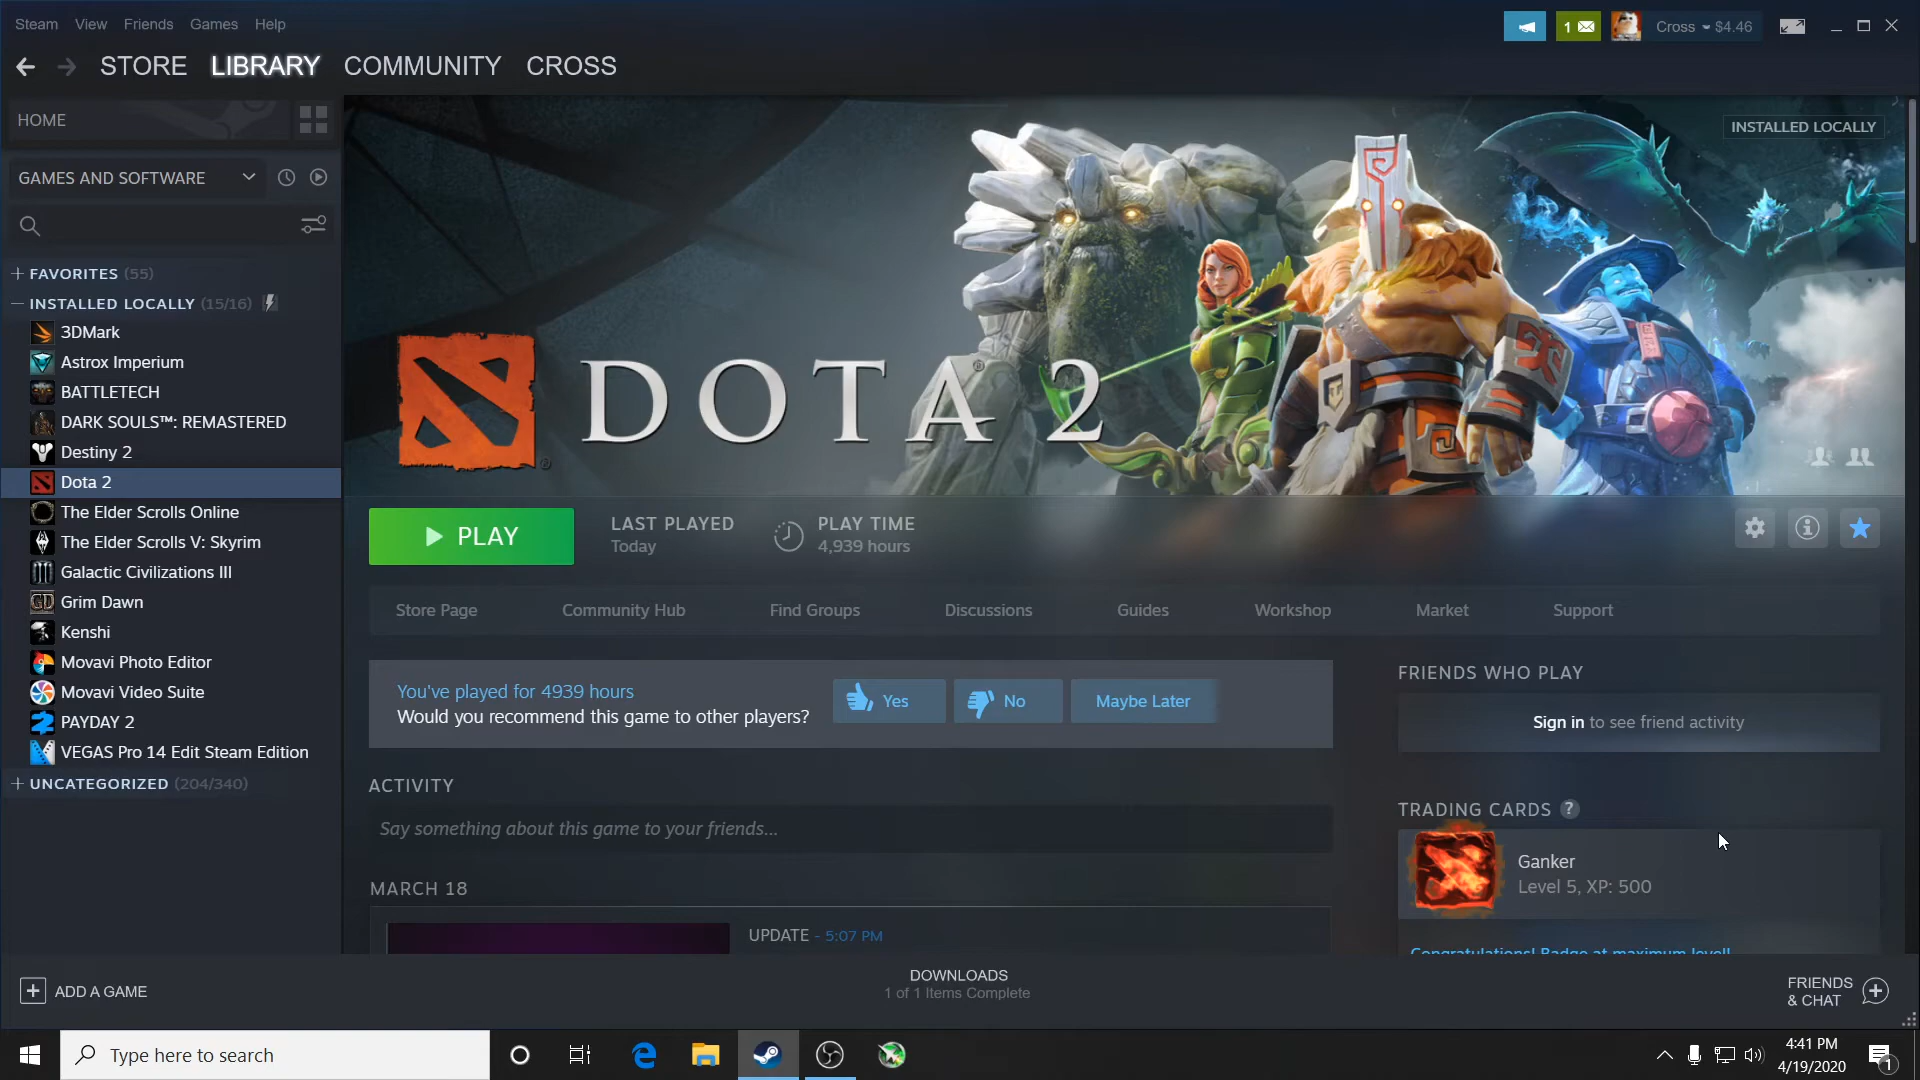 Steam View Friends Games Help
1
Cross $4.46
STORE LIBRARY COMMUNITY CROSS
HOME
INSTALLED LOCALLY
GAMES AND SOFTWARE
FAVORITES (55)
INSTALLED LOCALLY (15/16)
3DMark
Astrox Imperium
BATTLETECH
DARK SOULS™: REMASTERED
Destiny 2
Dota 2
The Elder Scrolls Online
The Elder Scrolls V: Skyrim
Galactic Civilizations III
Grim Dawn
Kenshi
Movavi Photo Editor
Movavi Video Suite
PAYDAY 2
VEGAS Pro 14 Edit Steam Edition
UNCATEGORIZED (204/340)
DOTA® 2
®
PLAY
LAST PLAYED
Today
PLAY TIME
4,939 hours
Store Page Community Hub Find Groups Discussions Guides Workshop Market Support
You've played for 4939 hours
Would you recommend this game to other players?
Yes No Maybe Later
FRIENDS WHO PLAY
Sign in to see friend activity
ACTIVITY
Say something about this game to your friends...
TRADING CARDS ?
Ganker
Level 5, XP: 500
Congratulations! Badge at maximum level!
MARCH 18
UPDATE - 5:07 PM
ADD A GAME
DOWNLOADS
1 of 1 Items Complete
FRIENDS
& CHAT
Type here to search
4:41 PM
4/19/2020
1